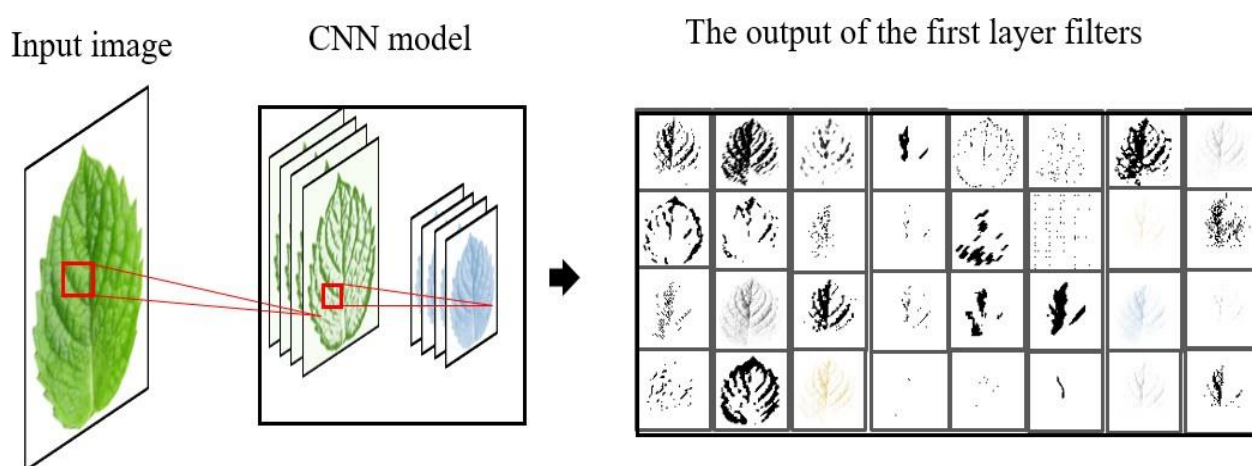 Input image
CNN model
The output of the first layer filters